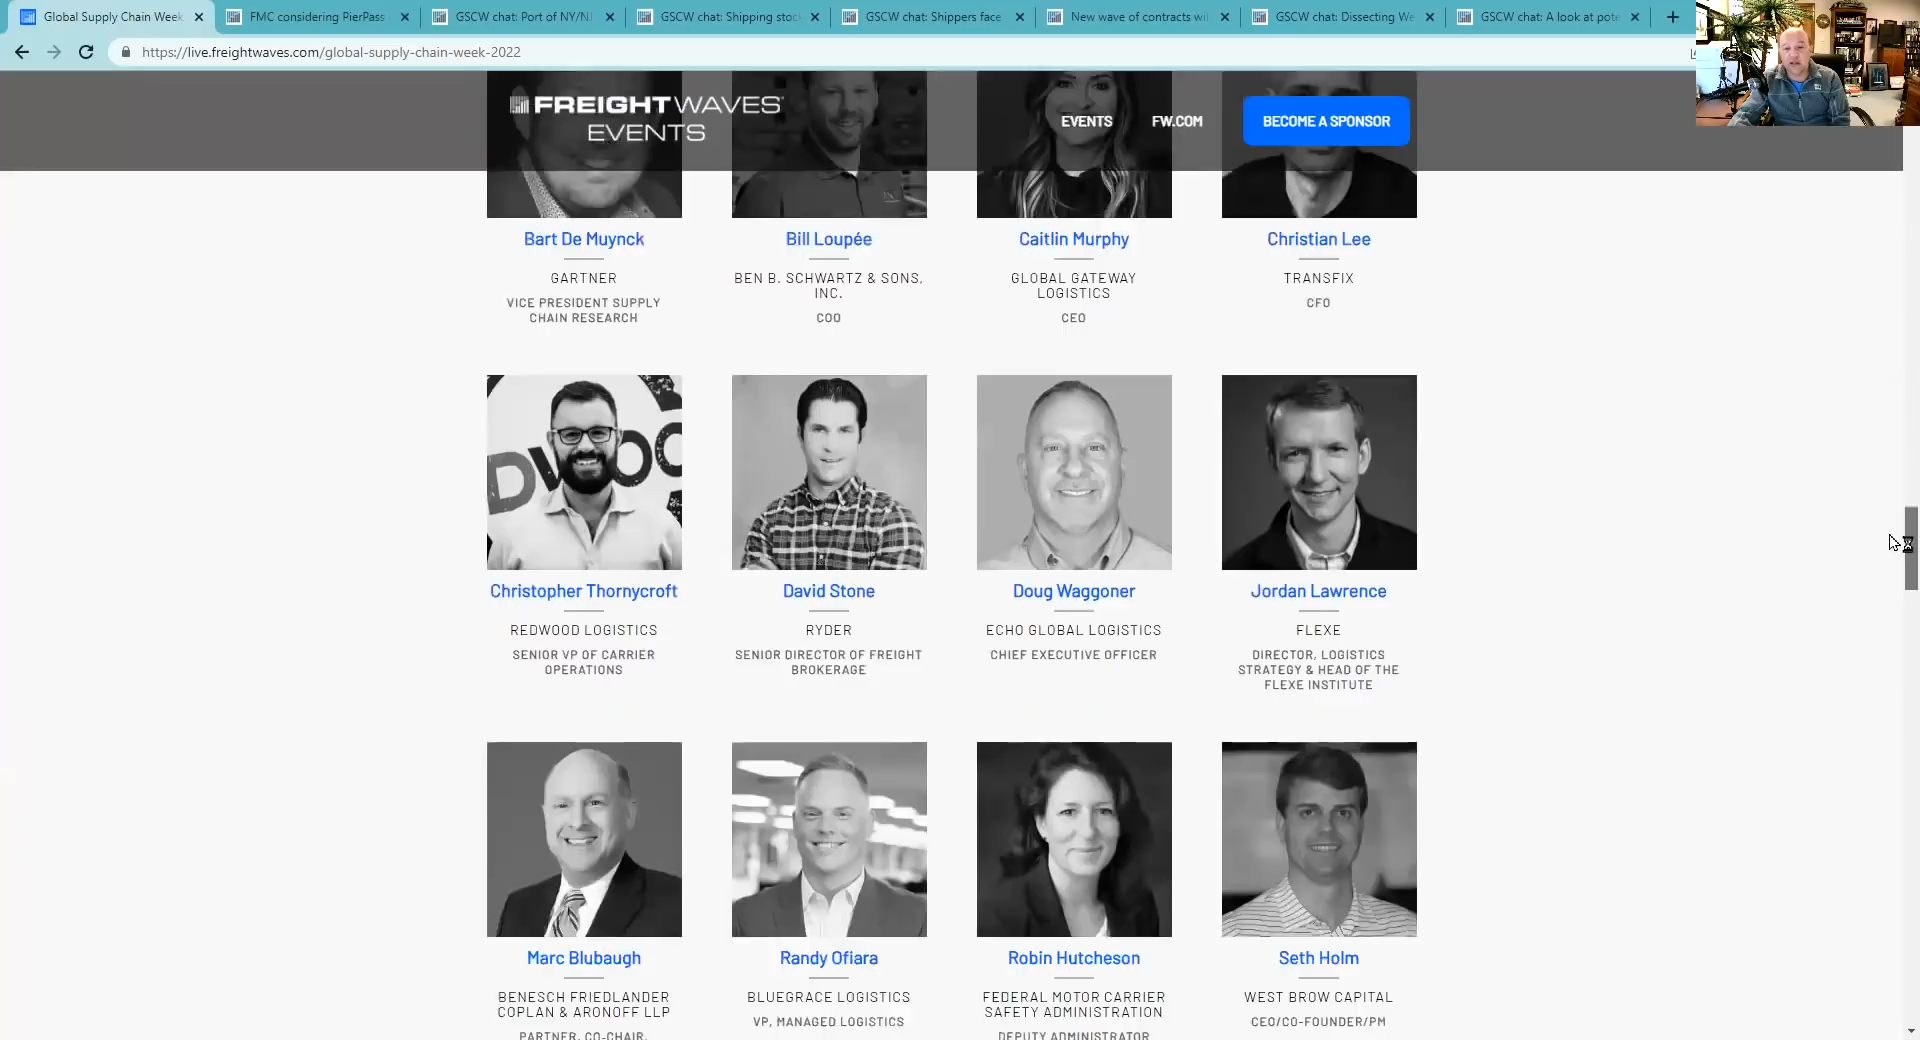 Global Supply Chain Week
FMC considering PierPass
GSCW chat: Port of NY/NJ
GSCW chat: Shipping stoc
GSCW chat: Shippers face
New wave of contracts wi
GSCW chat: Dissecting We
GSCW chat: A look at pote
https://live.freightwaves.com/global-supply-chain-week-2022
FREIGHTWAVES
EVENTS
EVENTS
FW.COM
BECOME A SPONSOR
Bart De Muynck
GARTNER
VICE PRESIDENT SUPPLY
CHAIN RESEARCH
Bill Loupée
BEN B. SCHWARTZ & SONS,
INC.
COO
Caitlin Murphy
GLOBAL GATEWAY
LOGISTICS
CEO
Christian Lee
TRANSFIX
CFO
DWOO
Christopher Thornycroft
REDWOOD LOGISTICS
SENIOR VP OF CARRIER
OPERATIONS
David Stone
RYDER
SENIOR DIRECTOR OF FREIGHT
BROKERAGE
Doug Waggoner
ECHO GLOBAL LOGISTICS
CHIEF EXECUTIVE OFFICER
Jordan Lawrence
FLEXE
DIRECTOR, LOGISTICS
STRATEGY & HEAD OF THE
FLEXE INSTITUTE
Marc Blubaugh
BENESCH FRIEDLANDER
COPLAN & ARONOFF LLP
PARTNER, CO-CHAIR,
Randy Ofiara
BLUEGRACE LOGISTICS
VP, MANAGED LOGISTICS
Robin Hutcheson
FEDERAL MOTOR CARRIER
SAFETY ADMINISTRATION
DEPUTY ADMINISTRATOR
Seth Holm
WEST BROW CAPITAL
CEO/CO-FOUNDER/PM